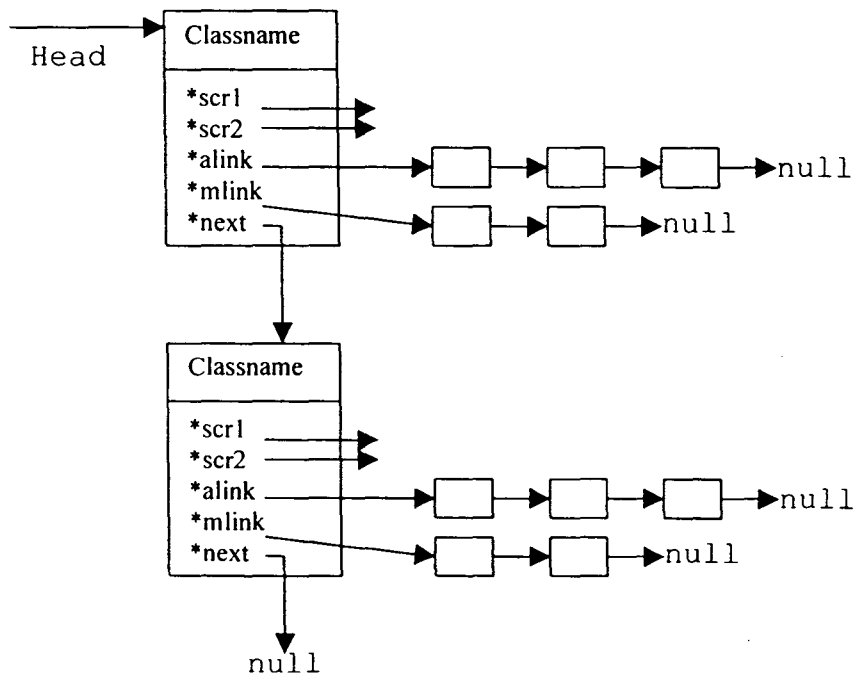 Head
Classname
*scr1
*scr2
*alink
null
*mlink
null
*next
Classname
*scr1
*scr2
*alink
null
*mlink
null
*next
null